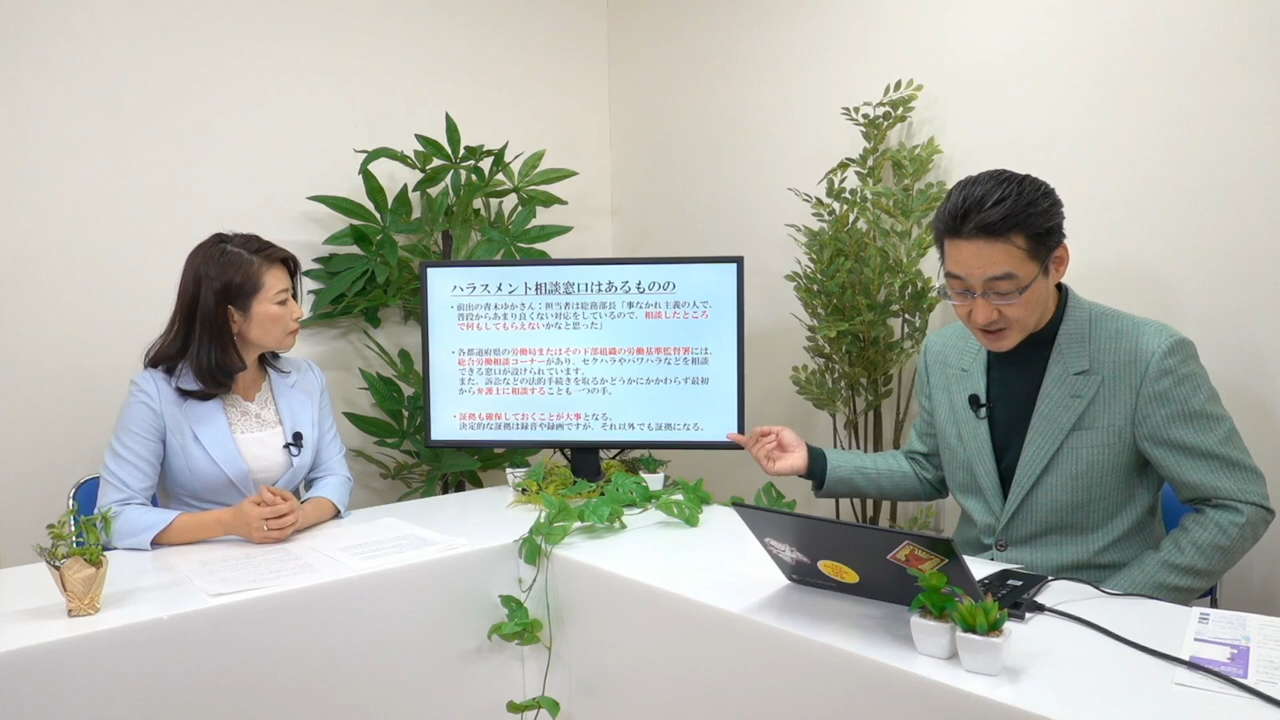 ハラスメント相談窓口はあるものの
・前出の青木ゆかさん：担当者は総務部長「事なかれ主義の人で、
普段からあまり良くない対応をしているので、相談したところ
で何もしてもらえないかなと思った」
・各都道府県の労働局またはその下部組織の労働基準監督署には、
総合労働相談コーナーがあり、セクハラやパワハラなどを相談
できる窓口が設けられています。
また、訴訟などの法的手続きを取るかどうかにかかわらず最初
から弁護士に相談することも一つの手。
・証拠も確保しておくことが大事となる。
決定的な証拠は録音や録画ですが、それ以外でも証拠になる。